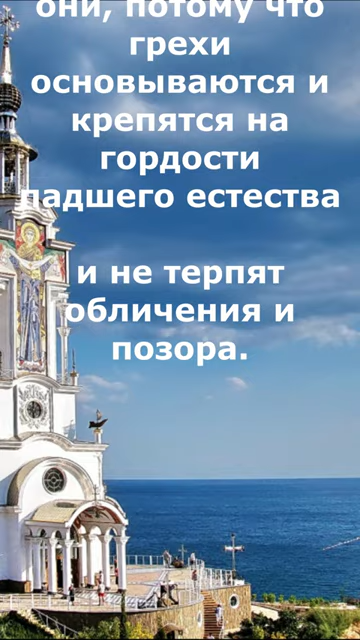 они, потому что
грехи
основываются и
крепятся на
гордости
падшего естества
и не терпят
обличения и
позора.